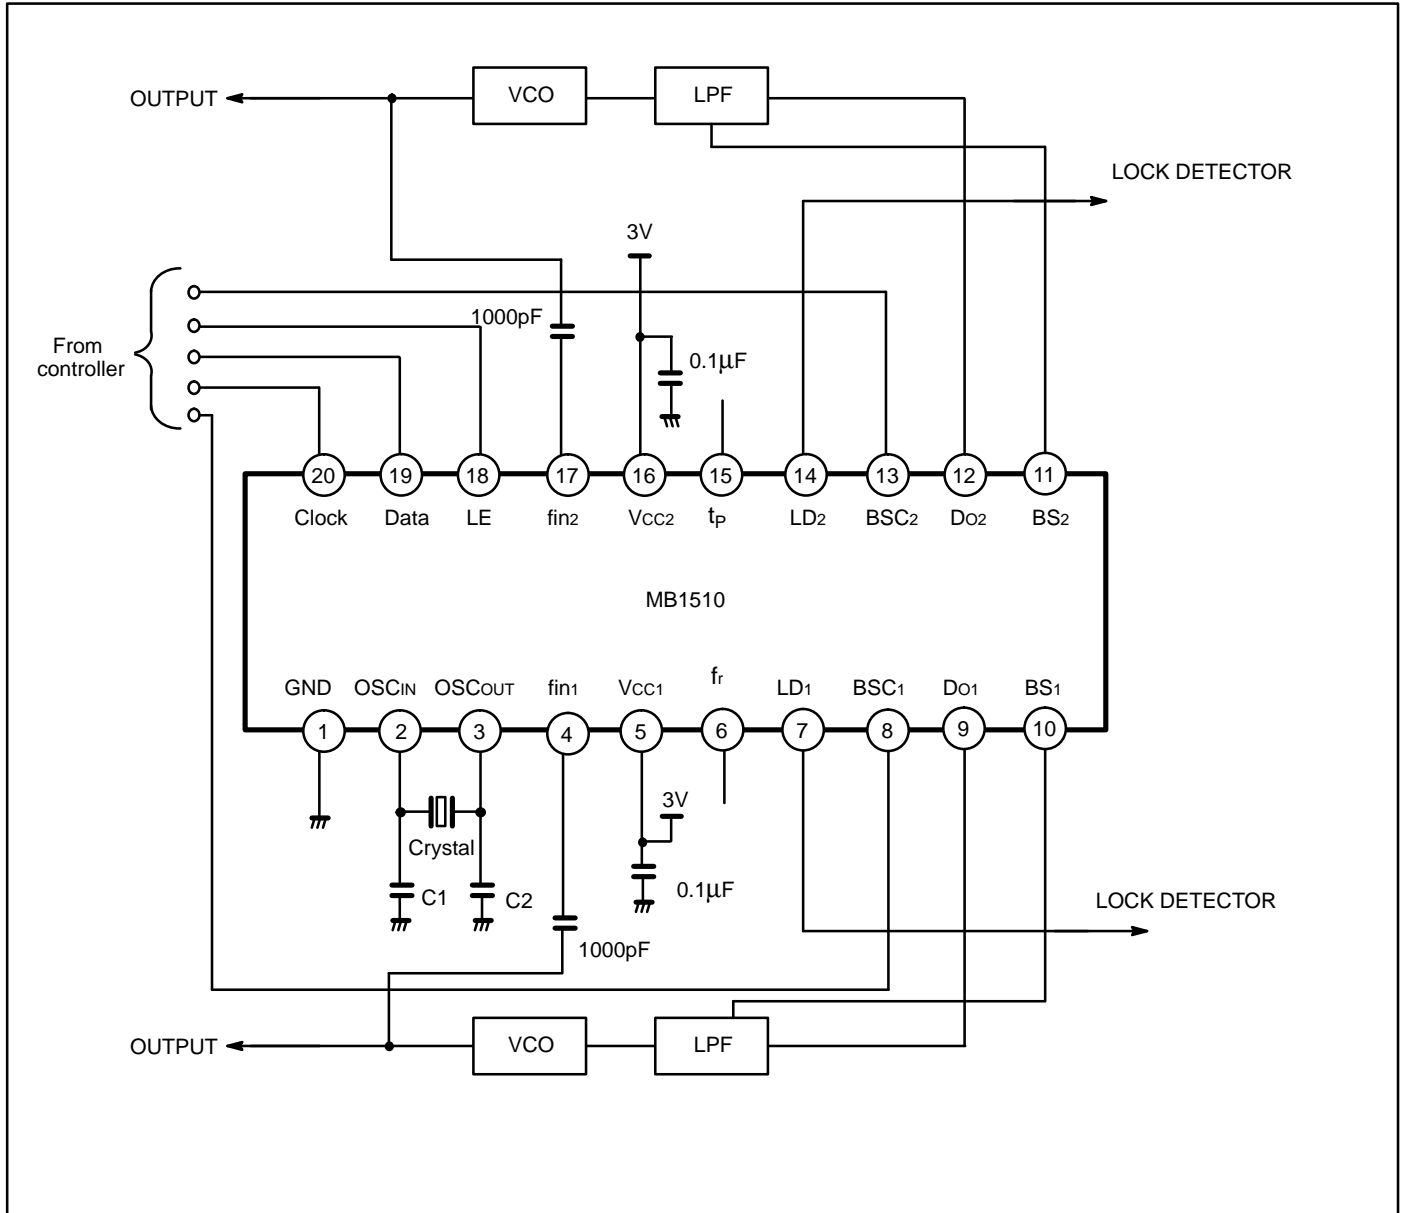 OUTPUT
VCO
LPF
LOCK DETECTOR
3V
1000pF
From
controller
0.1µF
20 19 18 17 16 15 14 13 12 11
Clock Data LE fin2 VCC2 tP LD2 BSC2 DO2 BS2
MB1510
GND OSCIN OSCOUT fin1 VCC1 fr LD1 BSC1 DO1 BS1
1 2 3 4 5 6 7 8 9 10
3V
Crystal
C1
C2
0.1µF
LOCK DETECTOR
1000pF
OUTPUT
VCO
LPF